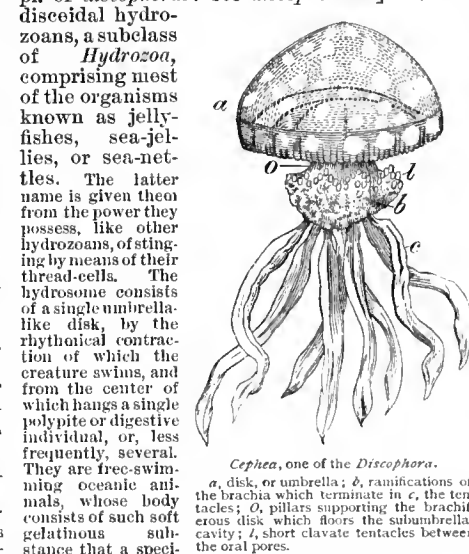 disceidal hydro-
zoans, a subclass
of Hydrozoa,
comprising most
of the organisms
known as jelly-
fishes, sea-jel-
lies, or sea-net-
tles. The latter
name is given them
from the power they
possess, like other
hydrozoans, of sting-
ing by means of their
thread-cells. The
hydrosome consists
of a single umbrella-
like disk, by the
rhythmical contrac-
tion of which the
creature swims, and
from the center of
which hangs a single
polypite or digestive
individual, or, less
frequently, several.
They are free-swim-
ming oceanic ani-
mals, whose body
consists of such soft
gelatinous sub-
stance that a speci-
a
o
l
b
c
Cephea, one of the Discophora.
a, disk, or umbrella; b, ramifications of
the brachia which terminate in c, the ten-
tacles; O, pillars supporting the brachif-
erous disk which floors the subumbrella
cavity; l, short clavate tentacles between
the oral pores.